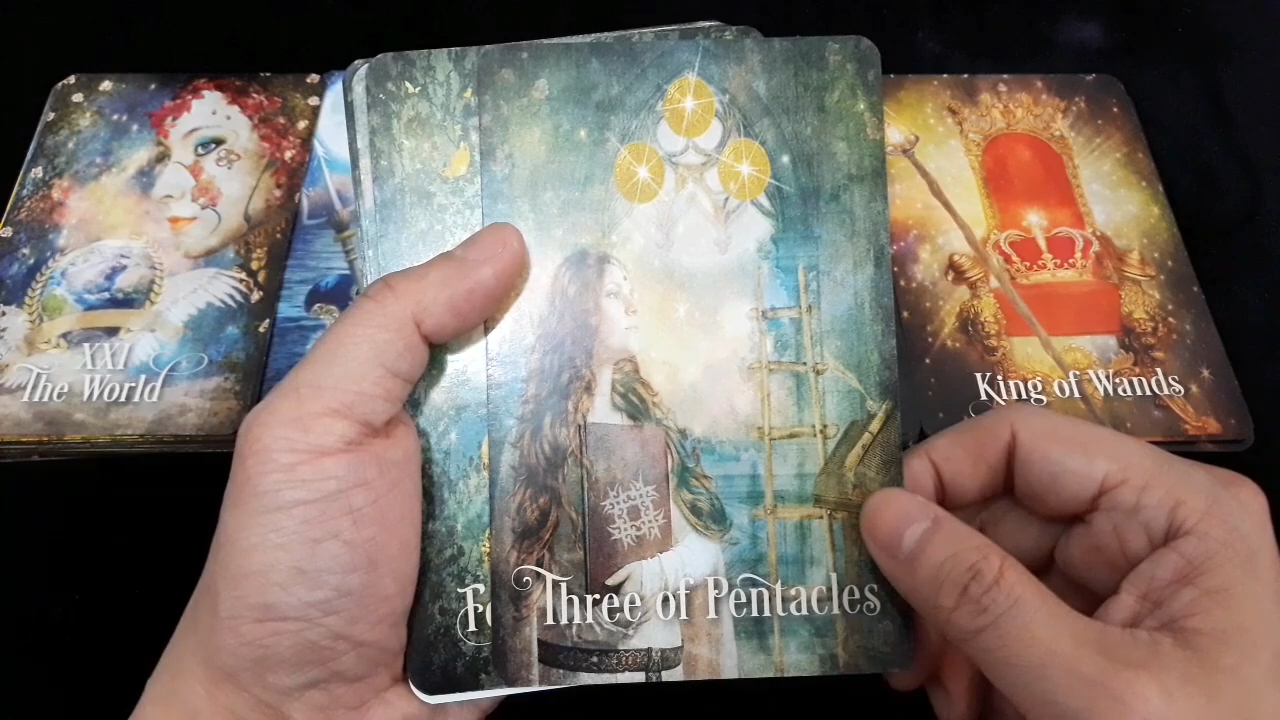 XXI
The World
Three of Pentacles
King of Wands